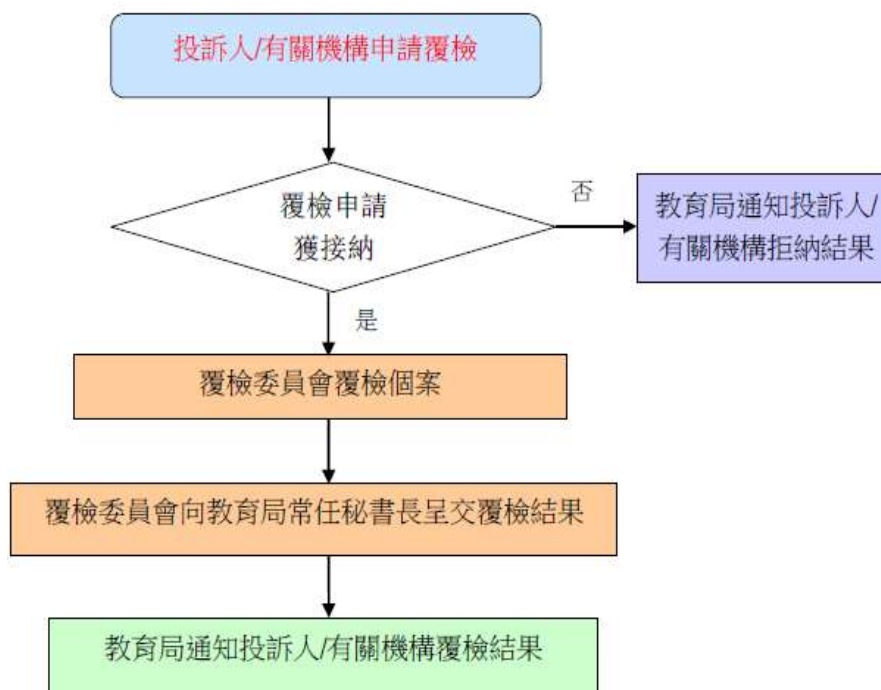 投訴人/有關機構申請覆檢
覆檢申請
獲接納
否
教育局通知投訴人/
有關機構拒納結果
是
覆檢委員會覆檢個案
覆檢委員會向教育局常任秘書長呈交覆檢結果
教育局通知投訴人/有關機構覆檢結果